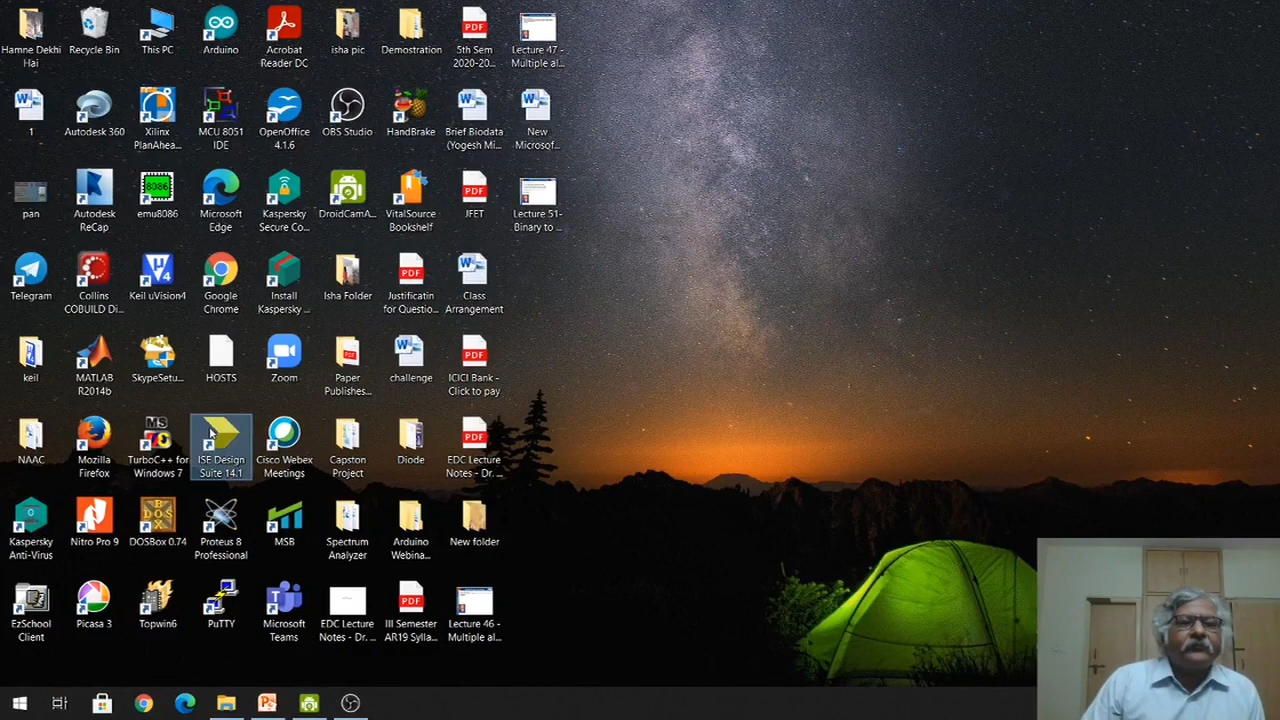 Hamne Dekhi
Hai
Recycle Bin
This PC
Arduino
Acrobat
Reader DC
isha pic
Demostration
5th Sem
2020-20...
Lecture 47 -
Multiple al...
1
Autodesk 360
Xilinx
PlanAhea...
MCU 8051
IDE
OpenOffice
4.1.6
OBS Studio
HandBrake
Brief Biodata
(Yogesh Mi...
New
Microsof...
pan
Autodesk
ReCap
8086
emu8086
Microsoft
Edge
Kaspersky
Secure Co...
DroidCamA...
VitalSource
Bookshelf
PDF
JFET
Lecture 51-
Binary to ...
Telegram
Collins
COBUILD Di...
Keil uVision4
Google
Chrome
Install
Kaspersky ...
Isha Folder
PDF
Justificatin
for Questio...
Class
Arrangement
keil
MATLAB
R2014b
SkypeSetu...
HOSTS
Zoom
Paper
Publishes...
challenge
PDF
ICICI Bank -
Click to pay
NAAC
Mozilla
Firefox
MS
TurboC++ for
Windows 7
ISE Design
Suite 14.1
Cisco Webex
Meetings
Capston
Project
Diode
PDF
EDC Lecture
Notes - Dr. ...
Kaspersky
Anti-Virus
Nitro Pro 9
DOSBox 0.74
Proteus 8
Professional
MSB
Spectrum
Analyzer
Arduino
Webina...
New folder
EzSchool
Client
Picasa 3
Topwin6
PuTTY
Microsoft
Teams
EDC Lecture
Notes - Dr. ...
PDF
III Semester
AR19 Sylla...
Lecture 46 -
Multiple al...